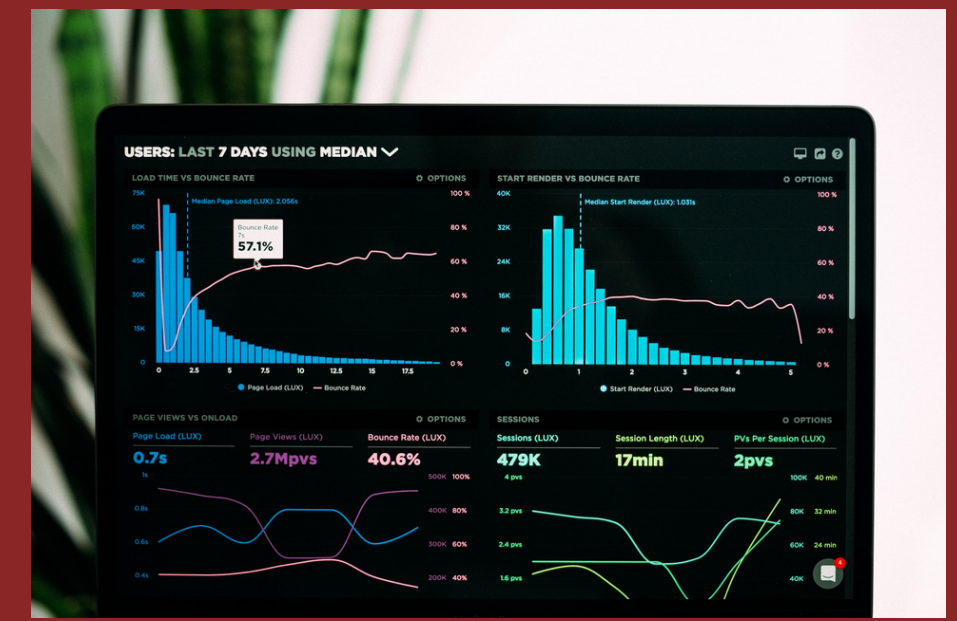 USERS: LAST 7 DAYS USING MEDIAN
LOAD TIME VS BOUNCE RATE
OPTIONS
75K
60K
45K
30K
15K
0
100 %
80 %
60 %
40 %
20 %
0 %
Median Page Load (LUX): 2.056s
Bounce Rate
7s
57.1%
0 2.5 5 7.5 10 12.5 15 17.5
Page Load (LUX) Bounce Rate
START RENDER VS BOUNCE RATE
OPTIONS
40K
32K
24K
16K
8K
0
100 %
80 %
60 %
40 %
20 %
0 %
Median Start Render (LUX): 1.031s
0 1 2 3 4 5
Start Render (LUX) Bounce Rate
PAGE VIEWS VS ONLOAD
OPTIONS
Page Load (LUX) Page Views (LUX) Bounce Rate (LUX)
0.7s 2.7Mpvs 40.6%
1s 500K 100%
0.8s 400K 80%
0.6s 300K 60%
0.4s 200K 40%
SESSIONS
OPTIONS
Sessions (LUX) Session Length (LUX) PVs Per Session (LUX)
479K 17min 2pvs
4 pvs 100K 40 min
3.2 pvs 80K 32 min
2.4 pvs 60K 24 min
1.6 pvs 40K
4